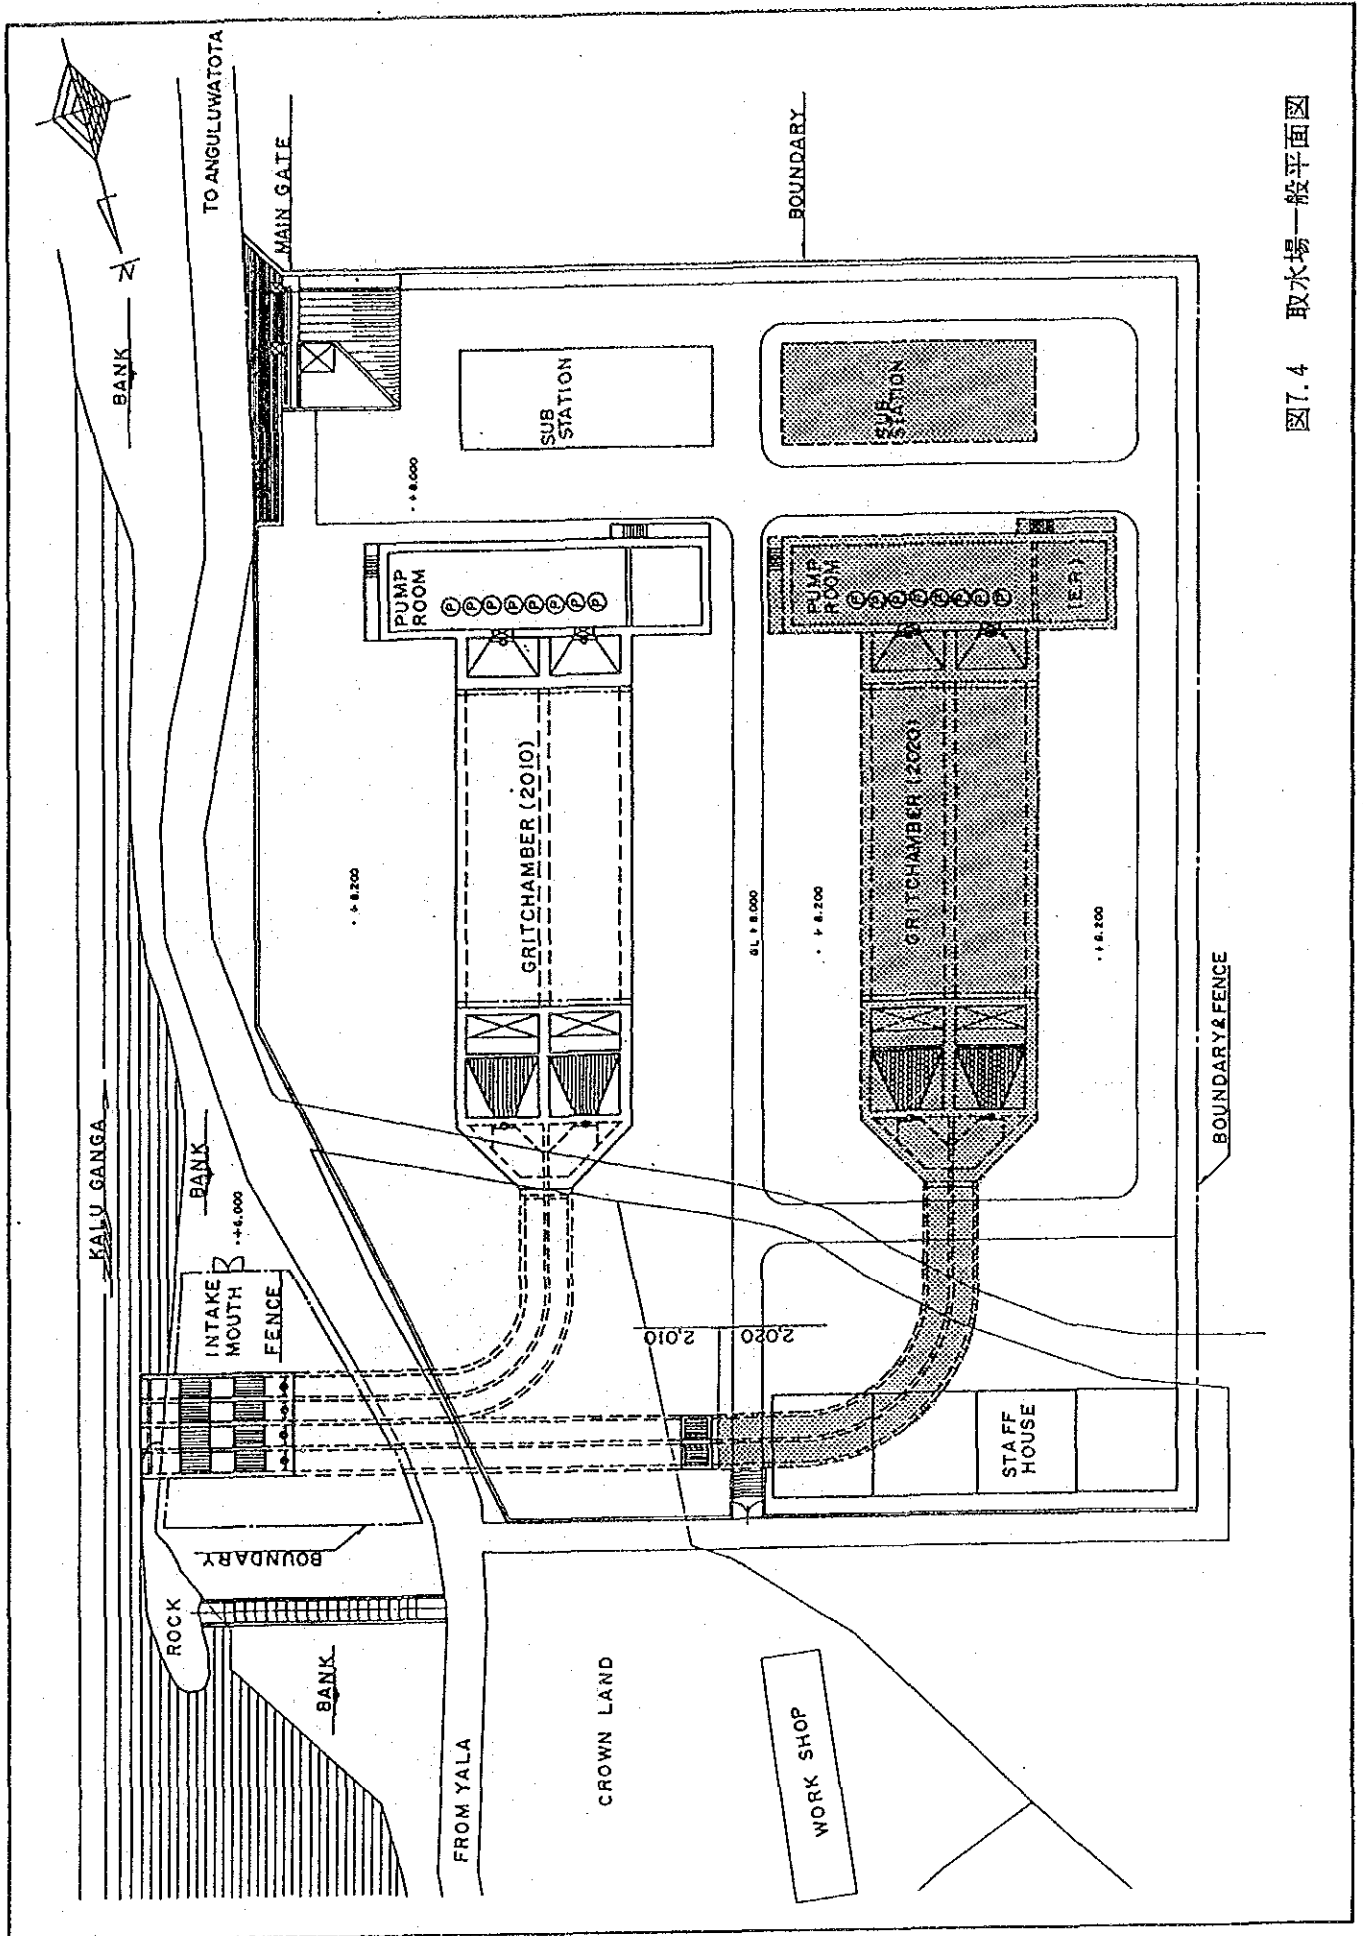 KALU GANGA
BANK
N
TO ANGULUWATOTA
MAIN GATE
BOUNDARY
BANK
+6.000
INTAKE
MOUTH
FENCE
ROCK
BOUNDARY
BANK
FROM YALA
CROWN LAND
WORK SHOP
SUB
STATION
SUB
STATION
+8.000
PUMP
ROOM
P P P P P P P P
PUMP
ROOM
P P P P P P P P
(E.R)
GRITCHAMBER (2010)
GRITCHAMBER (2020)
+8.200
GL+8.000
+8.200
+8.200
2,010
2,020
STAFF
HOUSE
BOUNDARY&FENCE
図7.4 取水場一般平面図